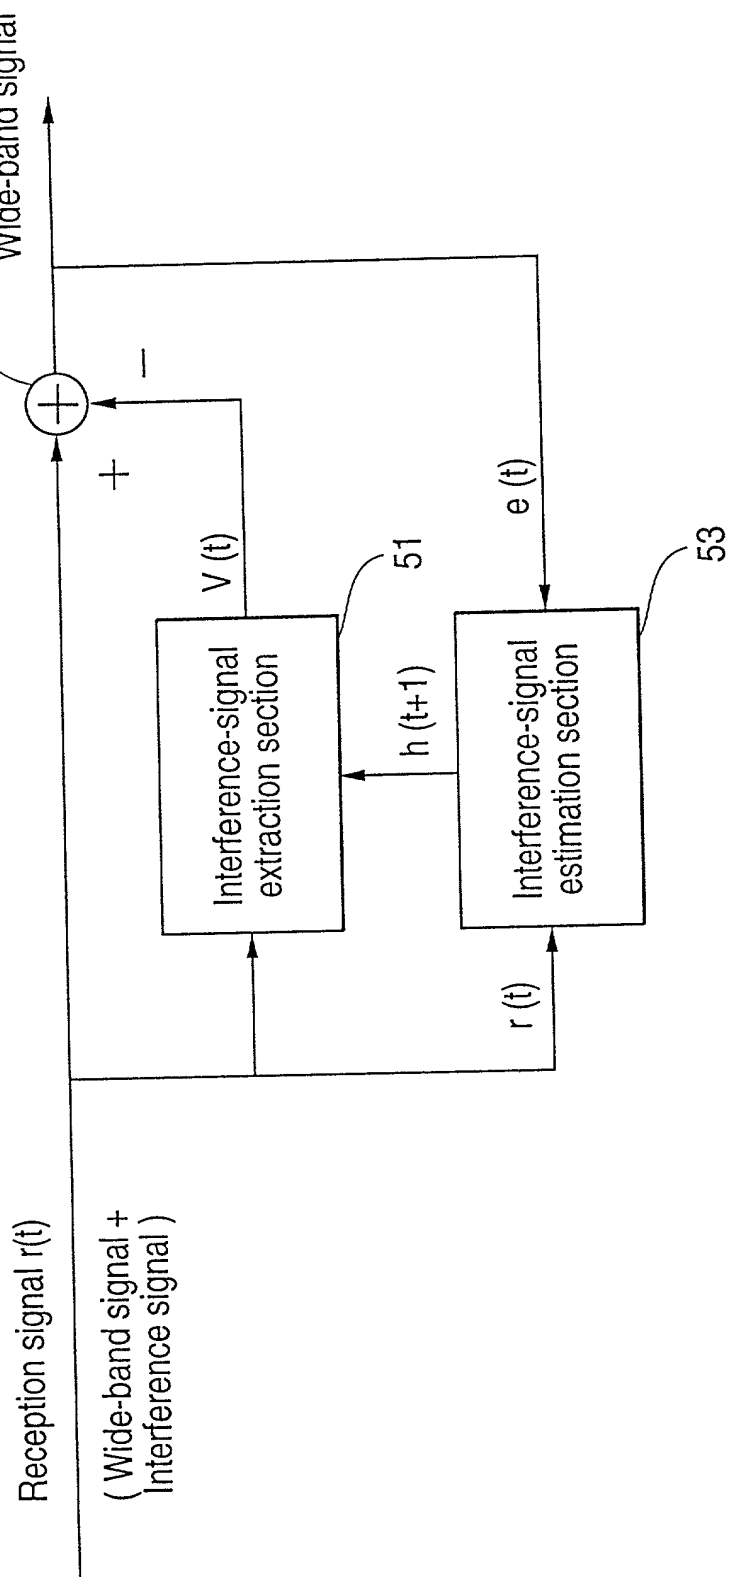 Reception signal r(t)
( Wide-band signal +
Interference signal )
Wide-band signal
+
−
V (t)
Interference-signal
extraction section
51
h (t+1)
r (t)
e (t)
Interference-signal
estimation section
53